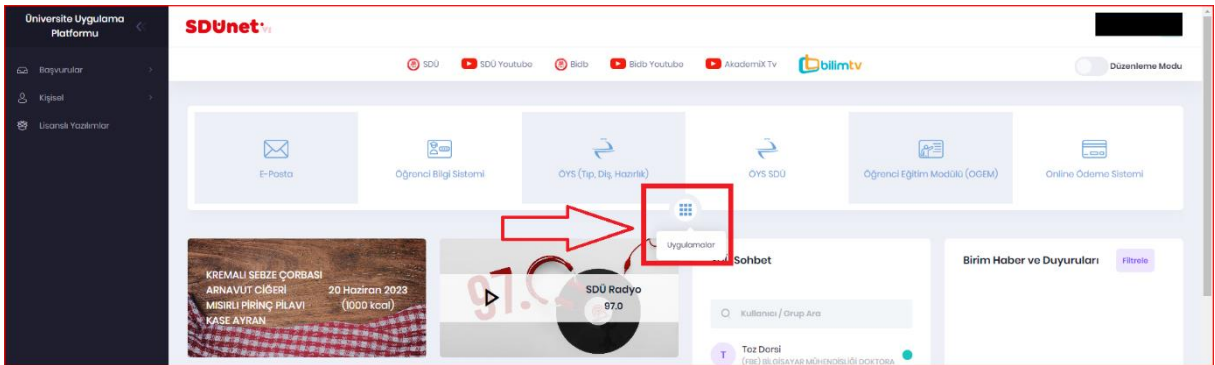 Üniversite Uygulama
Platformu
SDÜnet
SDÜ SDÜ Youtube Bidb Bidb Youtube AkademiX Tv bilimtv Düzenleme Modu
Başvurular
Kişisel
Lisanslı Yazılımlar
E-Posta Öğrenci Bilgi Sistemi ÖYS (Tıp, Diş, Hazırlık) ÖYS SDÜ Öğrenci Eğitim Modülü (OGEM) Online Ödeme Sistemi
Uygulamalar
KREMALI SEBZE ÇORBASI
ARNAVUT CİĞERİ
MISIRLI PİRİNÇ PİLAVI
KASE AYRAN
20 Haziran 2023
(1000 kcal)
97.
SDÜ Radyo
97.0
Sohbet
Kullanıcı / Grup Ara
T
Toz Dersi
(FBE) BİLGİSAYAR MÜHENDİSLİĞİ DOKTORA
Birim Haber ve Duyuruları Filtrele